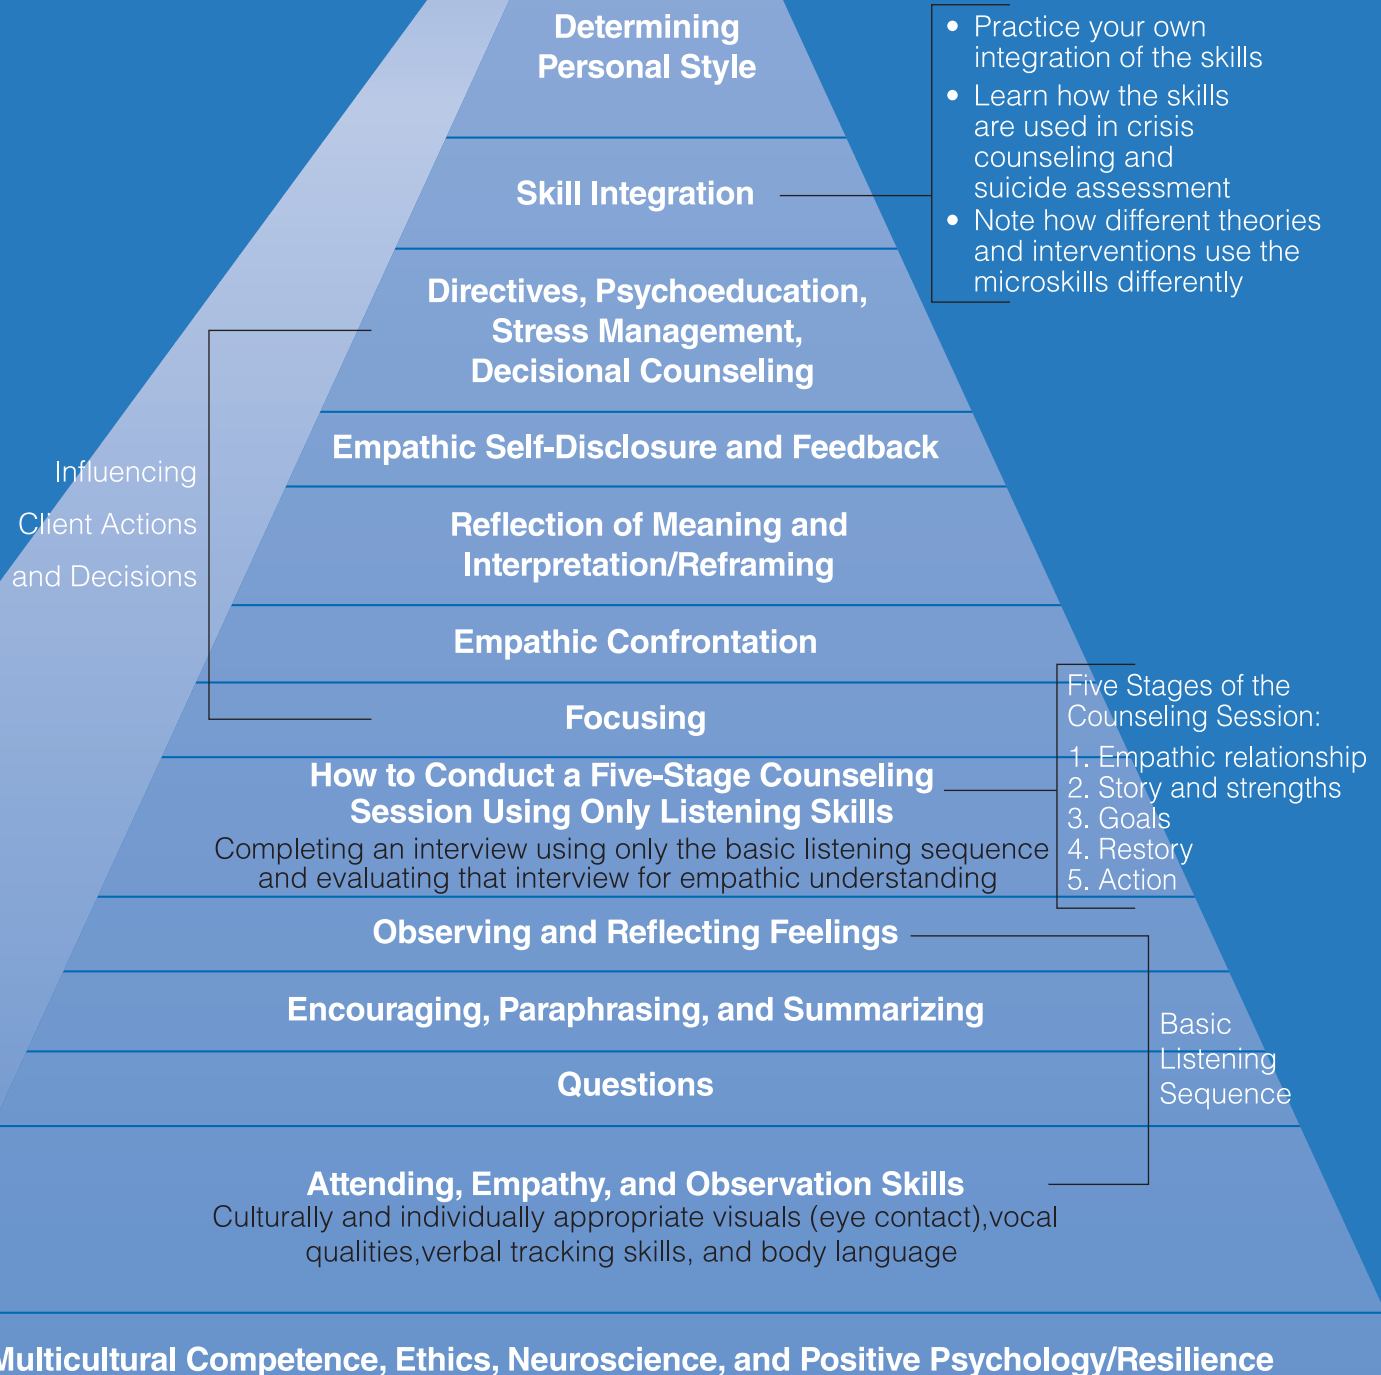 Determining
Personal Style
• Practice your own
integration of the skills
• Learn how the skills
are used in crisis
counseling and
suicide assessment
• Note how different theories
and interventions use the
microskills differently
Skill Integration
Directives, Psychoeducation,
Stress Management,
Decisional Counseling
Empathic Self-Disclosure and Feedback
Influencing
Client Actions
and Decisions
Reflection of Meaning and
Interpretation/Reframing
Empathic Confrontation
Focusing
Five Stages of the
Counseling Session:
1. Empathic relationship
2. Story and strengths
3. Goals
4. Restory
5. Action
How to Conduct a Five-Stage Counseling
Session Using Only Listening Skills
Completing an interview using only the basic listening sequence
and evaluating that interview for empathic understanding
Observing and Reflecting Feelings
Encouraging, Paraphrasing, and Summarizing
Basic
Listening
Sequence
Questions
Attending, Empathy, and Observation Skills
Culturally and individually appropriate visuals (eye contact),vocal
qualities,verbal tracking skills, and body language
Multicultural Competence, Ethics, Neuroscience, and Positive Psychology/Resilience